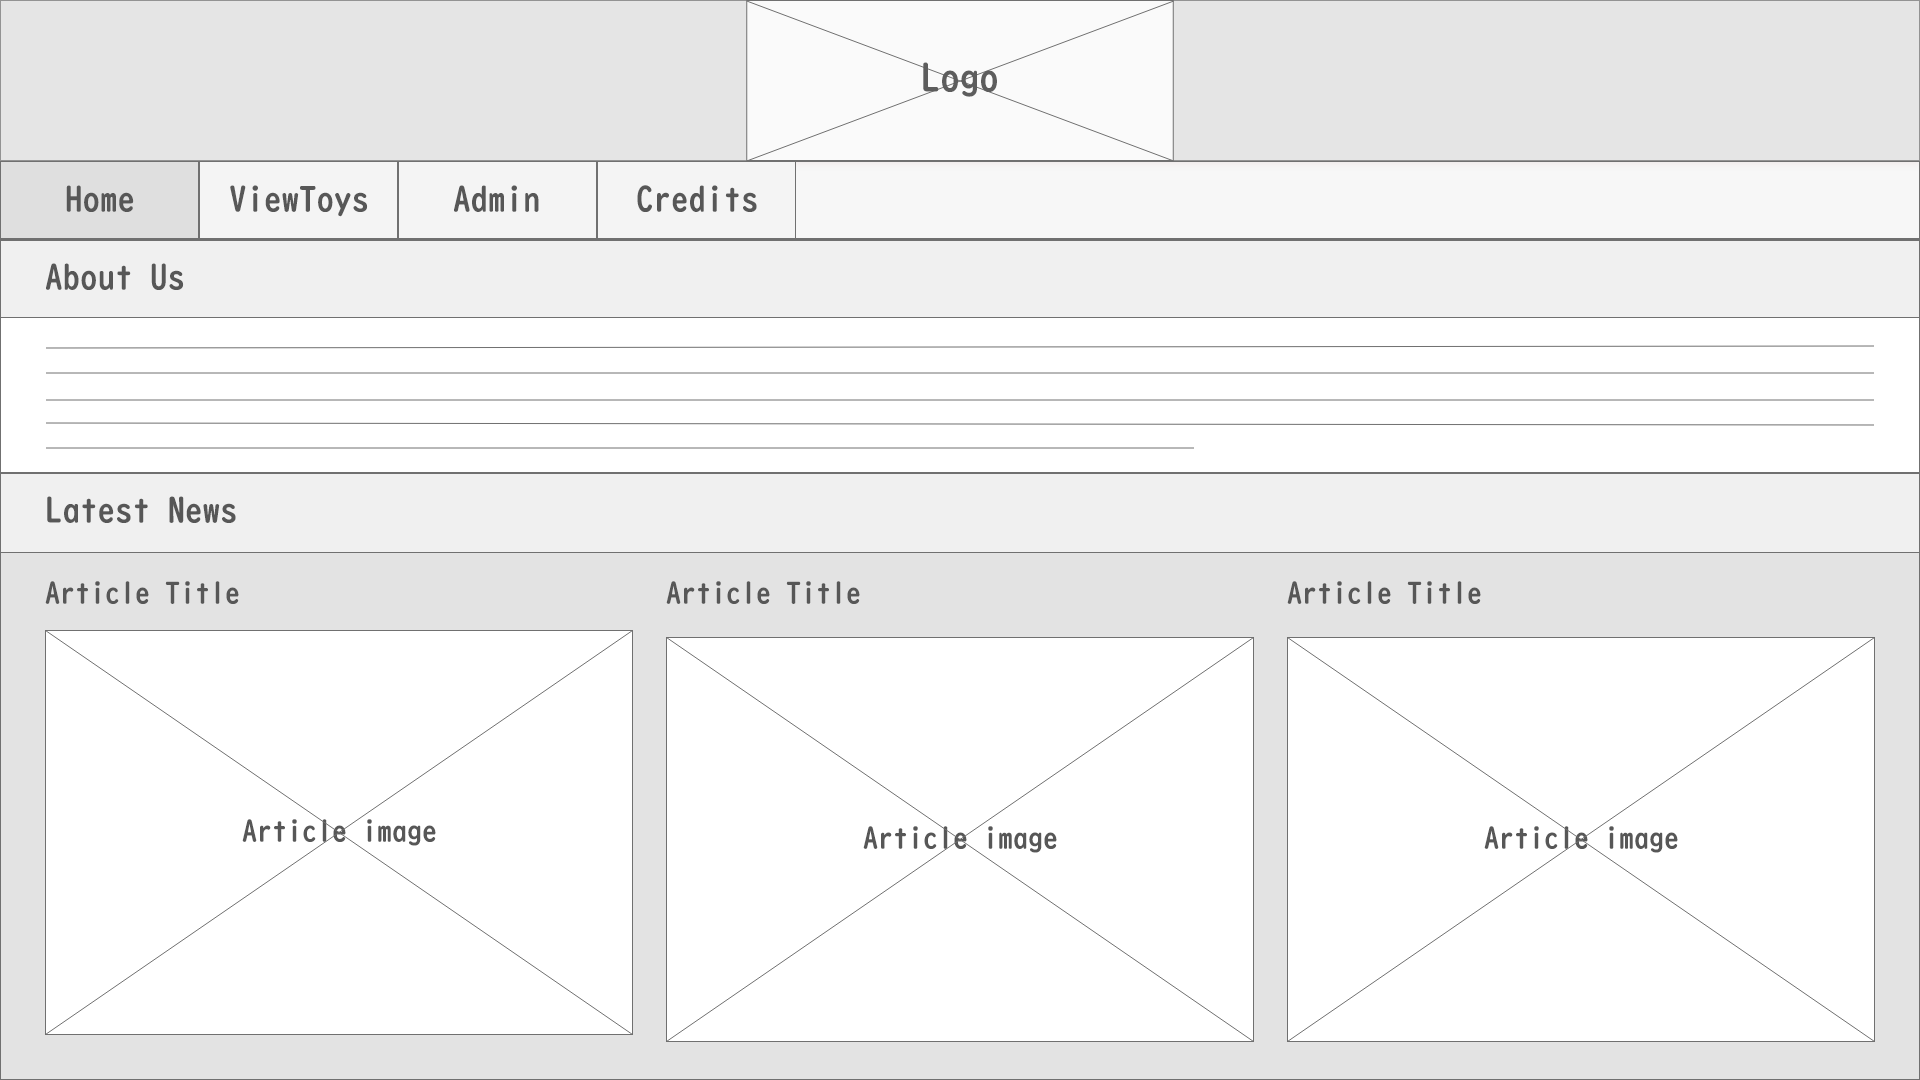 Logo
Home
ViewToys
Admin
Credits
About Us
Latest News
Article Title
Article Title
Article Title
Article image
Article image
Article image